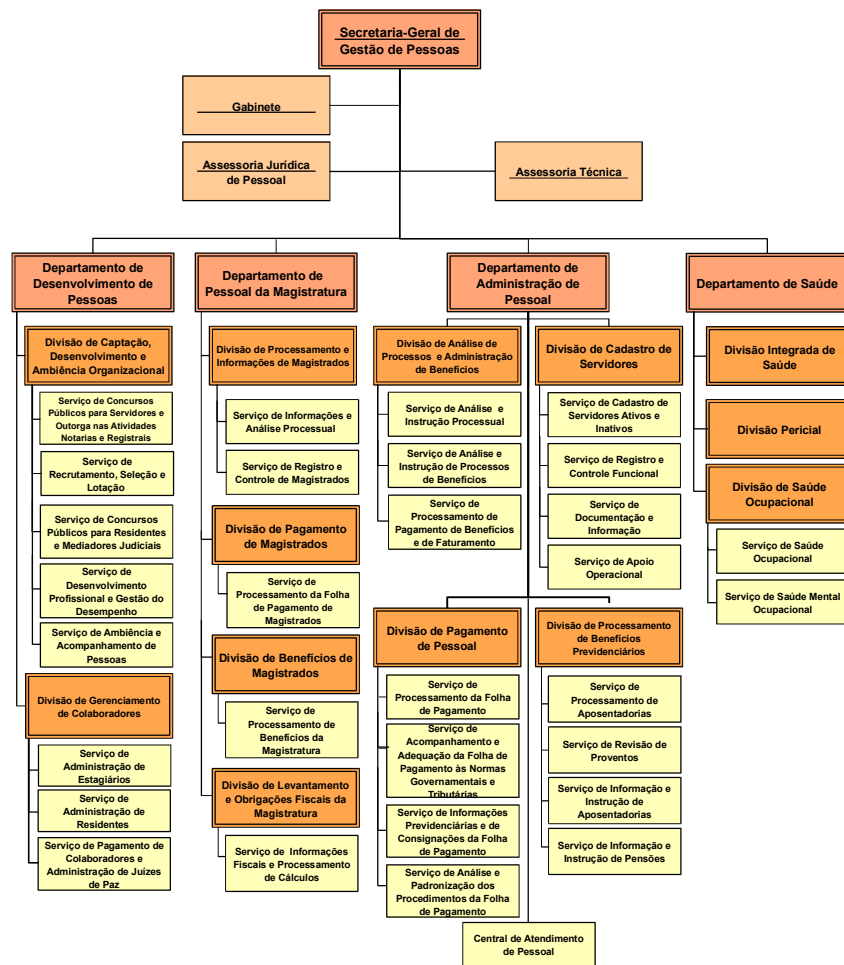 Secretaria-Geral de
Gestão de Pessoas
Gabinete
Assessoria Jurídica
de Pessoal
Assessoria Técnica
Departamento de
Desenvolvimento de
Pessoas
Divisão de Captação,
Desenvolvimento e
Ambiência Organizacional
Serviço de Concursos
Públicos para Servidores e
Outorga nas Atividades
Notarias e Registrais
Serviço de
Recrutamento, Seleção e
Lotação
Serviço de Concursos
Públicos para Residentes
e Mediadores Judiciais
Serviço de
Desenvolvimento
Profissional e Gestão do
Desempenho
Serviço de Ambiência e
Acompanhamento de
Pessoas
Divisão de Gerenciamento
de Colaboradores
Serviço de
Administração de
Estagiários
Serviço de
Administração de
Residentes
Serviço de Pagamento de
Colaboradores e
Administração de Juízes de
Paz
Departamento de
Pessoal da Magistratura
Divisão de Processamento e
Informações de Magistrados
Serviço de Informações e
Análise Processual
Serviço de Registro e
Controle de Magistrados
Divisão de Pagamento
de Magistrados
Serviço de
Processamento da Folha
de Pagamento de
Magistrados
Divisão de Benefícios de
Magistrados
Serviço de
Processamento de
Benefícios da
Magistratura
Divisão de Levantamento
e Obrigações Fiscais da
Magistratura
Serviço de Informações
Fiscais e Processamento
de Cálculos
Departamento de
Administração de
Pessoal
Divisão de Análise de
Processos e Administração
de Benefícios
Serviço de Análise e
Instrução Processual
Serviço de Análise
e Instrução de Processos
de Benefícios
Serviço de
Processamento de
Pagamento de Benefícios
e de Faturamento
Divisão de Cadastro de
Servidores
Serviço de Cadastro de
Servidores Ativos e
Inativos
Serviço de Registro e
Controle Funcional
Serviço de
Documentação e
Informação
Serviço de Apoio
Operacional
Divisão de Pagamento
de Pessoal
Serviço de
Processamento da Folha
de Pagamento
Serviço de
Acompanhamento e
Adequação da Folha de
Pagamento às Normas
Governamentais e
Tributárias
Serviço de Informações
Previdenciárias e de
Consignações da Folha
de Pagamento
Serviço de Análise e
Padronização dos
Procedimentos da Folha
de Pagamento
Divisão de Processamento
de Benefícios
Previdenciários
Serviço de
Processamento de
Aposentadorias
Serviço de Revisão de
Proventos
Serviço de Informação e
Instrução de
Aposentadorias
Serviço de Informação e
Instrução de Pensões
Central de Atendimento
de Pessoal
Departamento de Saúde
Divisão Integrada de
Saúde
Divisão Pericial
Divisão de Saúde
Ocupacional
Serviço de Saúde
Ocupacional
Serviço de Saúde Mental
Ocupacional